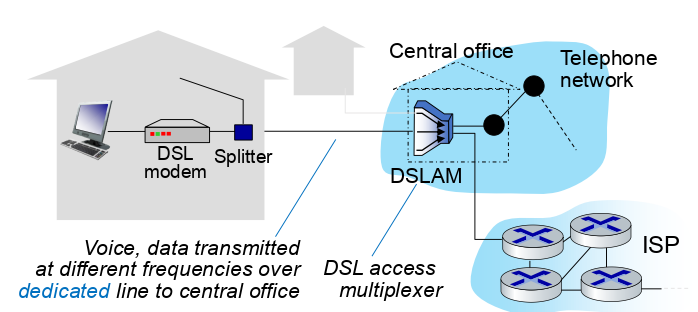 Central office
Telephone
network
DSL
modem
Splitter
DSLAM
ISP
Voice, data transmitted
at different frequencies over
dedicated line to central office
DSL access
multiplexer